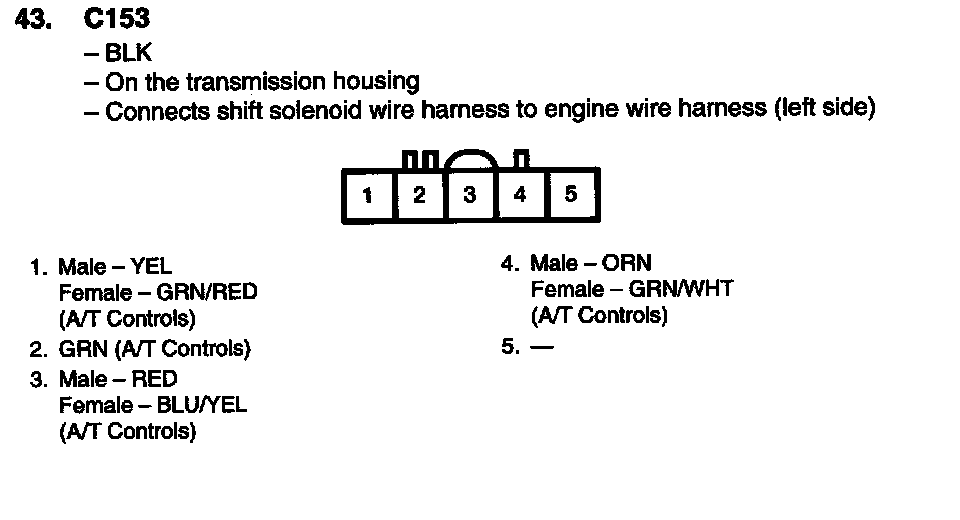 43. C153
– BLK
– On the transmission housing
– Connects shift solenoid wire harness to engine wire harness (left side)
1 2 3 4 5
1. Male – YEL
Female – GRN/RED
(A/T Controls)
2. GRN (A/T Controls)
3. Male – RED
Female – BLU/YEL
(A/T Controls)
4. Male – ORN
Female – GRN/WHT
(A/T Controls)
5. —